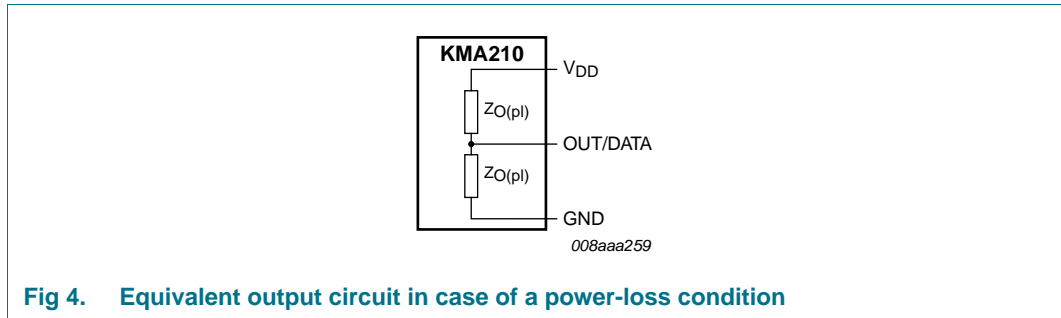 KMA210
VDD
ZO(pl)
OUT/DATA
ZO(pl)
GND
008aaa259
Fig 4. Equivalent output circuit in case of a power-loss condition